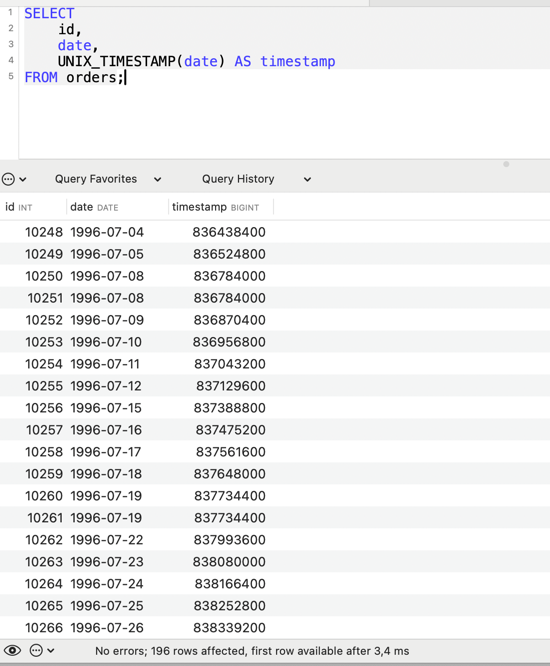 1 SELECT
2 id,
3 date,
4 UNIX_TIMESTAMP(date) AS timestamp
5 FROM orders;
Query Favorites Query History
id INT date DATE timestamp BIGINT
10248 1996-07-04 836438400
10249 1996-07-05 836524800
10250 1996-07-08 836784000
10251 1996-07-08 836784000
10252 1996-07-09 836870400
10253 1996-07-10 836956800
10254 1996-07-11 837043200
10255 1996-07-12 837129600
10256 1996-07-15 837388800
10257 1996-07-16 837475200
10258 1996-07-17 837561600
10259 1996-07-18 837648000
10260 1996-07-19 837734400
10261 1996-07-19 837734400
10262 1996-07-22 837993600
10263 1996-07-23 838080000
10264 1996-07-24 838166400
10265 1996-07-25 838252800
10266 1996-07-26 838339200
No errors; 196 rows affected, first row available after 3,4 ms